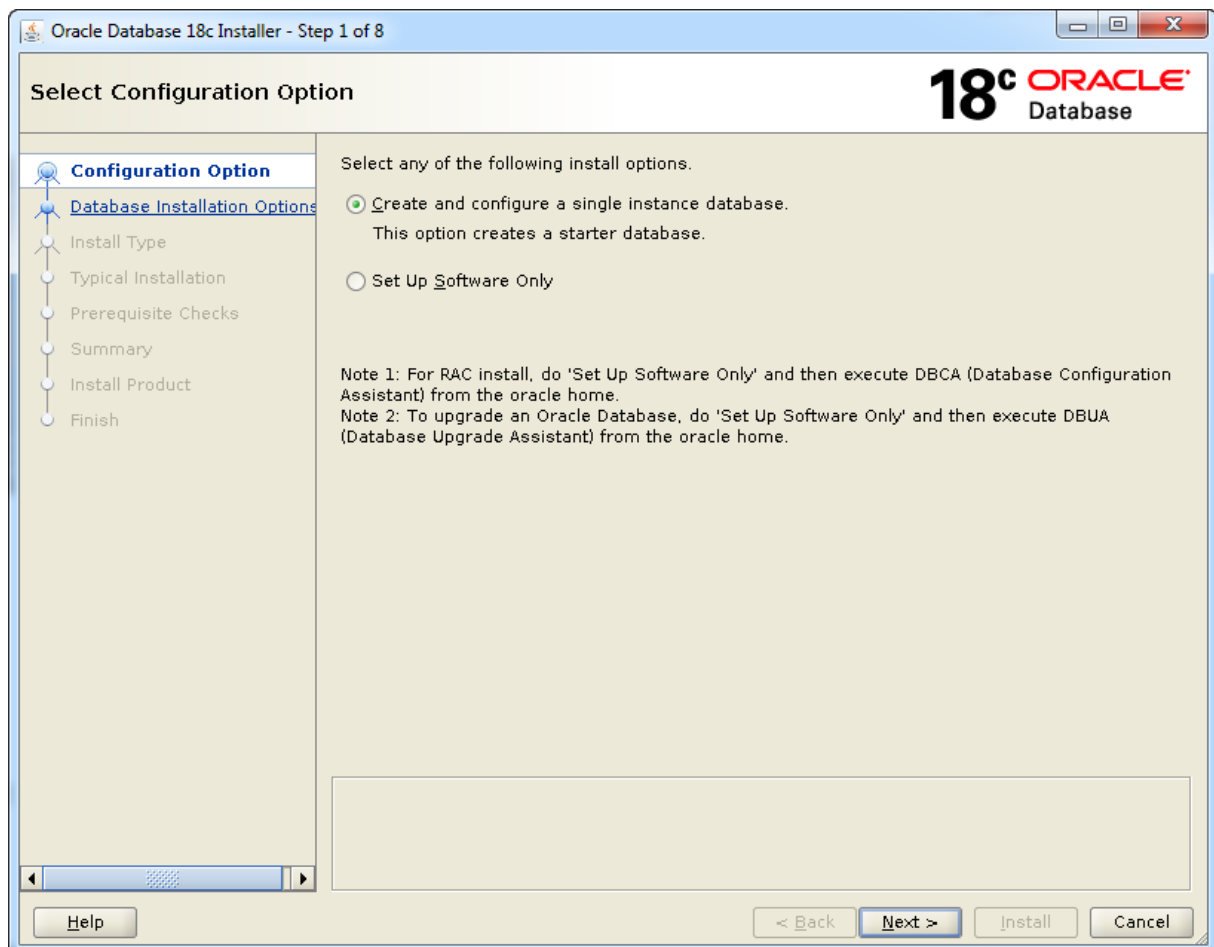 Oracle Database 18c Installer - Step 1 of 8
Select Configuration Option
18c ORACLE
Database
Configuration Option
Database Installation Options
Install Type
Typical Installation
Prerequisite Checks
Summary
Install Product
Finish
Select any of the following install options.
Create and configure a single instance database.
This option creates a starter database.
Set Up Software Only
Note 1: For RAC install, do 'Set Up Software Only' and then execute DBCA (Database Configuration
Assistant) from the oracle home.
Note 2: To upgrade an Oracle Database, do 'Set Up Software Only' and then execute DBUA
(Database Upgrade Assistant) from the oracle home.
Help
< Back
Next >
Install
Cancel